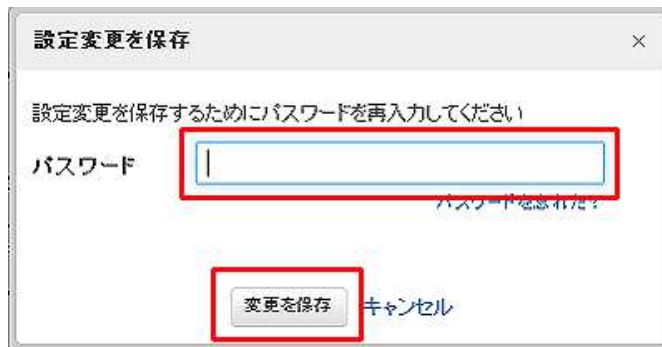 設定変更を保存 ×
設定変更を保存するためにパスワードを再入力してください
パスワード
パスワードを忘れた?
変更を保存 キャンセル